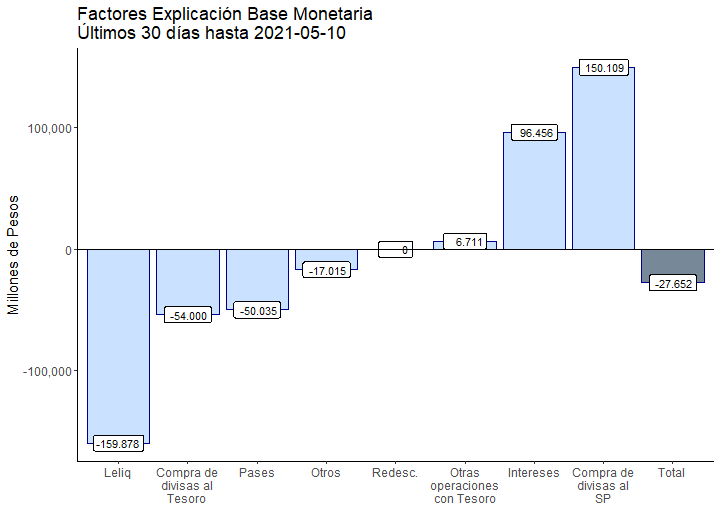 Factores Explicación Base Monetaria
Últimos 30 días hasta 2021-05-10
Millones de Pesos
100,000
0
-100,000
-159.878
-54.000
-50.035
-17.015
0
6.711
96.456
150.109
-27.652
Leliq
Compra de
divisas al
Tesoro
Pases
Otros
Redesc.
Otras
operaciones
con Tesoro
Intereses
Compra de
divisas al
SP
Total